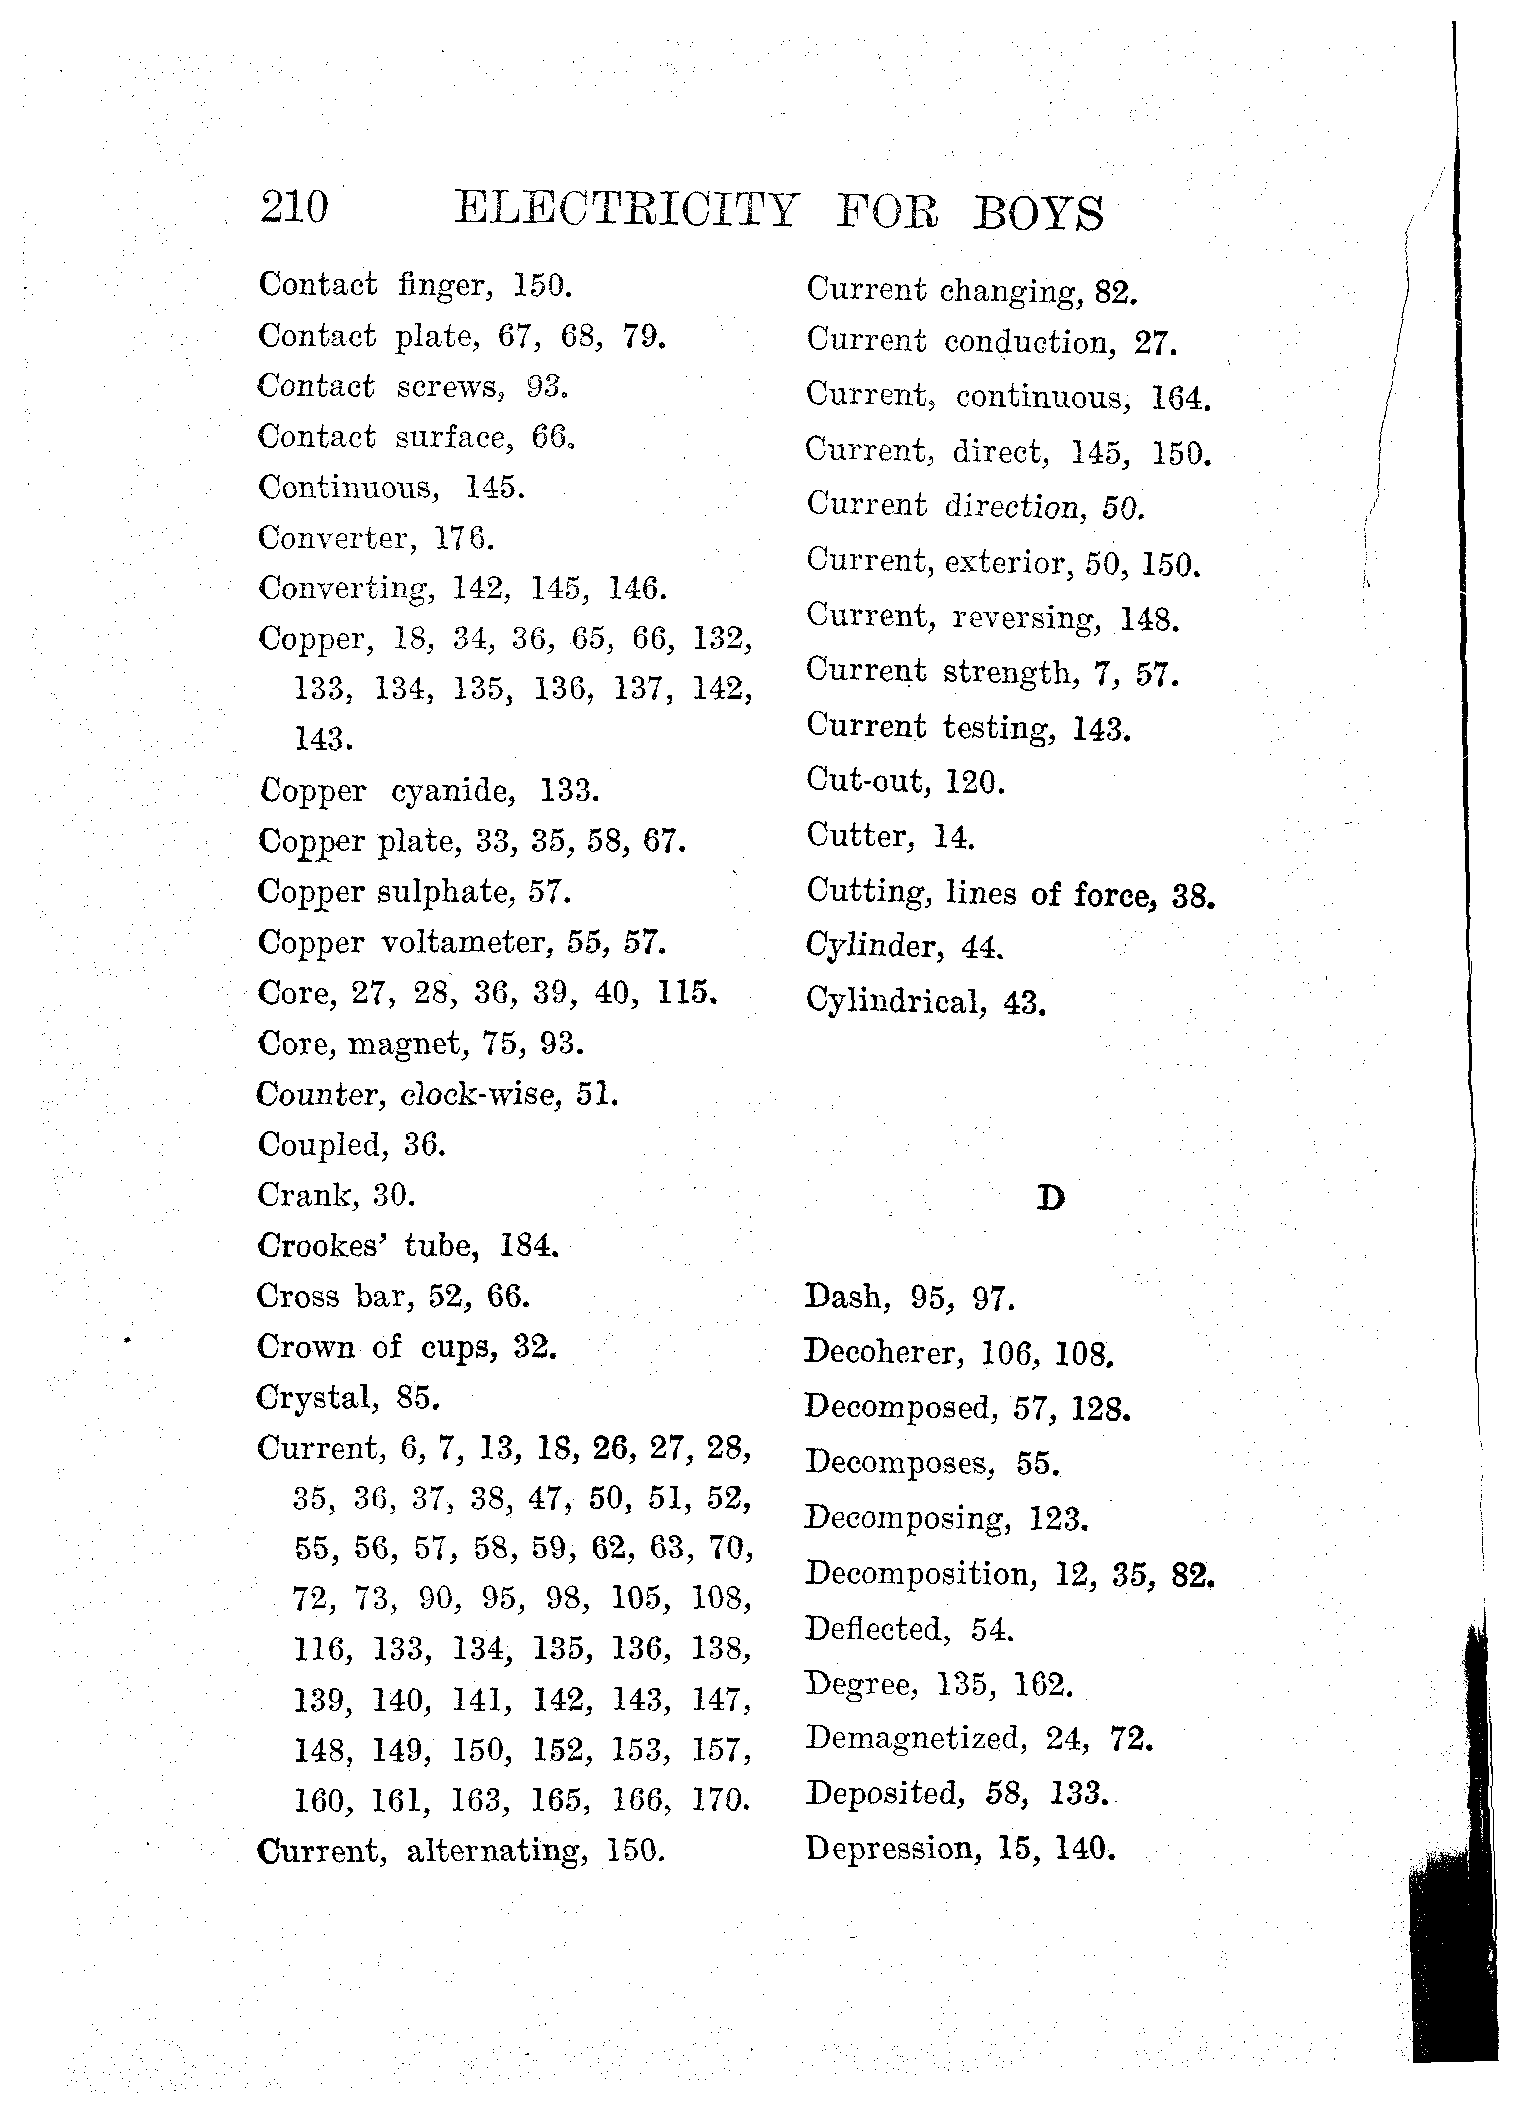 210 ELECTRICITY FOR BOYS
Contact finger, 150.
Contact plate, 67, 68, 79.
Contact screws, 93.
Contact surface, 66.
Continuous, 145.
Converter, 176.
Converting, 142, 145, 146.
Copper, 18, 34, 36, 65, 66, 132,
133, 134, 135, 136, 137, 142,
143.
Copper cyanide, 133.
Copper plate, 33, 35, 58, 67.
Copper sulphate, 57.
Copper voltameter, 55, 57.
Core, 27, 28, 36, 39, 40, 115.
Core, magnet, 75, 93.
Counter, clock-wise, 51.
Coupled, 36.
Crank, 30.
Crookes' tube, 184.
Cross bar, 52, 66.
Crown of cups, 32.
Crystal, 85.
Current, 6, 7, 13, 18, 26, 27, 28,
35, 36, 37, 38, 47, 50, 51, 52,
55, 56, 57, 58, 59, 62, 63, 70,
72, 73, 90, 95, 98, 105, 108,
116, 133, 134, 135, 136, 138,
139, 140, 141, 142, 143, 147,
148, 149, 150, 152, 153, 157,
160, 161, 163, 165, 166, 170.
Current, alternating, 150.
Current changing, 82.
Current conduction, 27.
Current, continuous, 164.
Current, direct, 145, 150.
Current direction, 50.
Current, exterior, 50, 150.
Current, reversing, 148.
Current strength, 7, 57.
Current testing, 143.
Cut-out, 120.
Cutter, 14.
Cutting, lines of force, 38.
Cylinder, 44.
Cylindrical, 43.
D
Dash, 95, 97.
Decoherer, 106, 108.
Decomposed, 57, 128.
Decomposes, 55.
Decomposing, 123.
Decomposition, 12, 35, 82.
Deflected, 54.
Degree, 135, 162.
Demagnetized, 24, 72.
Deposited, 58, 133.
Depression, 15, 140.